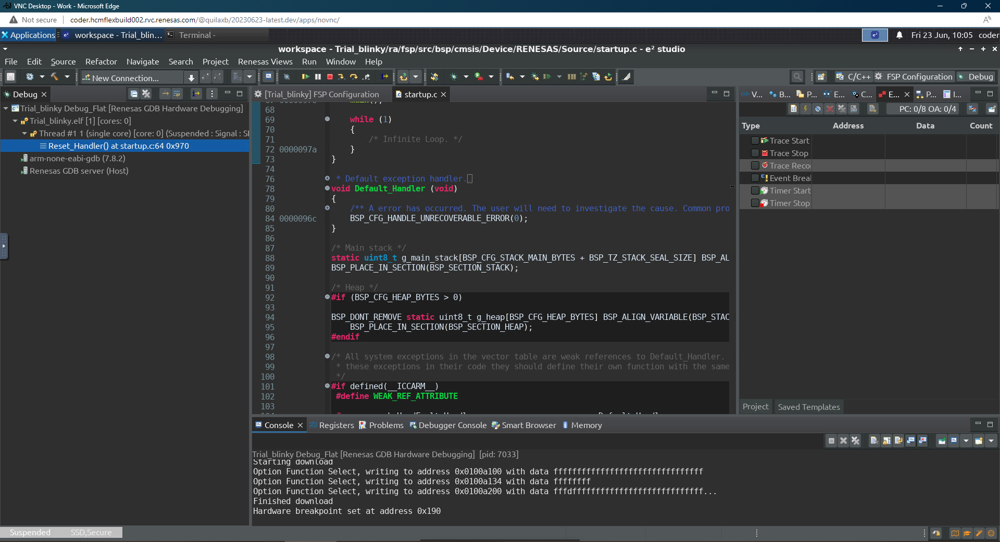 VNC Desktop - Work - Microsoft Edge
Not secure
coder.hcmflexbuild002.rvc.renesas.com/@quilaxb/20230623-latest.dev/apps/novnc/
Applications
workspace - Trial_blin...
Terminal -
Fri 23 Jun, 10:05
coder
workspace - Trial_blinky/ra/fsp/src/bsp/cmsis/Device/RENESAS/Source/startup.c - e² studio
File Edit Source Refactor Navigate Search Project Renesas Views Run Window Help
New Connection...
C/C++
FSP Configuration
Debug
Debug
Trial_blinky Debug_Flat [Renesas GDB Hardware Debugging]
Trial_blinky.elf [1] [cores: 0]
Thread #1 1 (single core) [core: 0] (Suspended : Signal : SI
Reset_Handler() at startup.c:64 0x970
arm-none-eabi-gdb (7.8.2)
Renesas GDB server (Host)
[Trial_blinky] FSP Configuration
startup.c
68
69 while (1)
70 {
71 /* Infinite Loop. */
72 0000097a }
73 }
74
76 * Default exception handler.
78 void Default_Handler (void)
79 {
80 /** A error has occurred. The user will need to investigate the cause. Common pro
84 0000096c BSP_CFG_HANDLE_UNRECOVERABLE_ERROR(0);
85 }
86
87 /* Main stack */
88 static uint8_t g_main_stack[BSP_CFG_STACK_MAIN_BYTES + BSP_TZ_STACK_SEAL_SIZE] BSP_AL
89 BSP_PLACE_IN_SECTION(BSP_SECTION_STACK);
90
91 /* Heap */
92 #if (BSP_CFG_HEAP_BYTES > 0)
93
94 BSP_DONT_REMOVE static uint8_t g_heap[BSP_CFG_HEAP_BYTES] BSP_ALIGN_VARIABLE(BSP_STAC
95 BSP_PLACE_IN_SECTION(BSP_SECTION_HEAP);
96 #endif
97
98 /* All system exceptions in the vector table are weak references to Default_Handler.
99 * these exceptions in their code they should define their own function with the same
100 */
101 #if defined(__ICCARM__)
102 #define WEAK_REF_ATTRIBUTE
103
V...
B...
P...
E...
C...
E...
P...
I...
PC: 0/8 OA: 0/4
Type Address Data Count
Trace Start
Trace Stop
Trace Reco
Event Breal
Timer Start
Timer Stop
Project
Saved Templates
Console
Registers
Problems
Debugger Console
Smart Browser
Memory
Trial_blinky Debug_Flat [Renesas GDB Hardware Debugging] [pid: 7033]
Starting download
Option Function Select, writing to address 0x0100a100 with data ffffffffffffffffffffffffffffffff
Option Function Select, writing to address 0x0100a134 with data ffffffff
Option Function Select, writing to address 0x0100a200 with data fffdffffffffffffffffffffffffffff...
Finished download
Hardware breakpoint set at address 0x190
Suspended
SSD,Secure